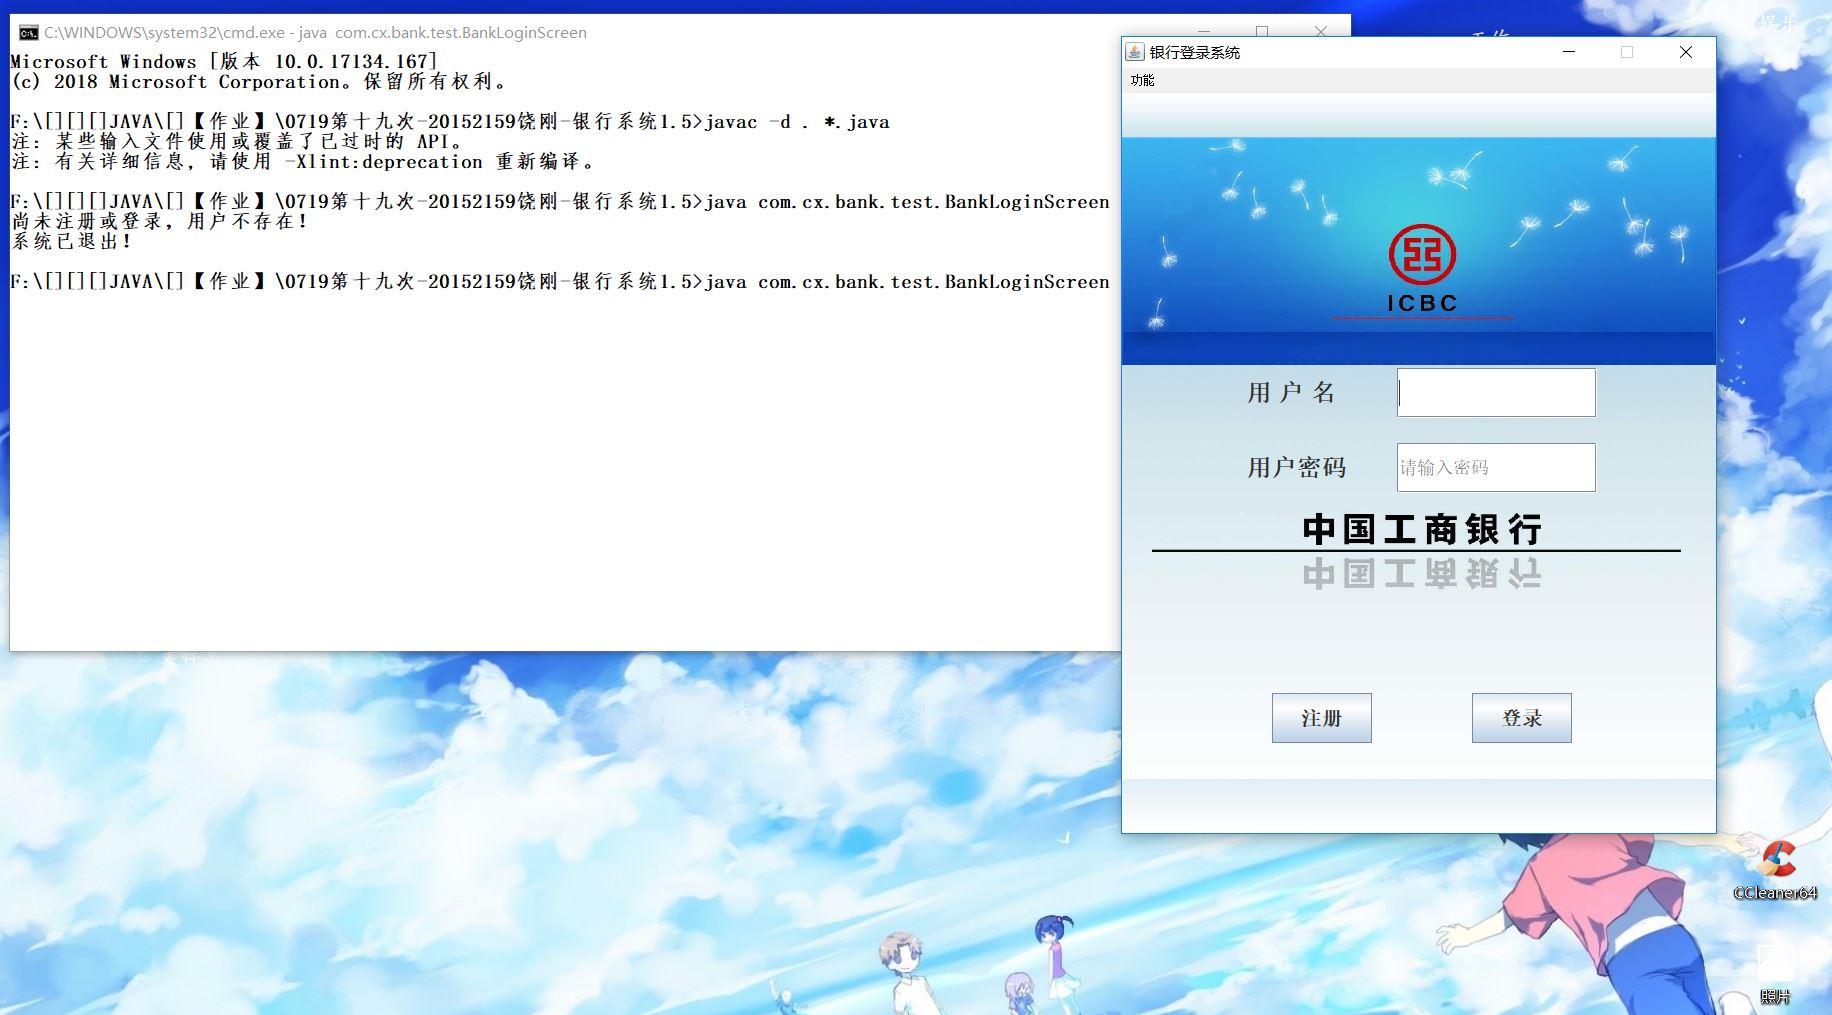 C:\WINDOWS\system32\cmd.exe - java  com.cx.bank.test.BankLoginScreen
Microsoft Windows [版本 10.0.17134.167]
(c) 2018 Microsoft Corporation。保留所有权利。
F:\[][][]JAVA\[]【作业】\0719第十九次-20152159饶刚-银行系统1.5>javac -d . *.java
注: 某些输入文件使用或覆盖了已过时的 API。
注: 有关详细信息, 请使用 -Xlint:deprecation 重新编译。
F:\[][][]JAVA\[]【作业】\0719第十九次-20152159饶刚-银行系统1.5>java com.cx.bank.test.BankLoginScreen
尚未注册或登录，用户不存在！
系统已退出！
F:\[][][]JAVA\[]【作业】\0719第十九次-20152159饶刚-银行系统1.5>java com.cx.bank.test.BankLoginScreen
娱乐
银行登录系统
功能
ICBC
用 户 名
用户密码
请输入密码
中国工商银行
中国工商银行
注册
登录
CCleaner64
照片